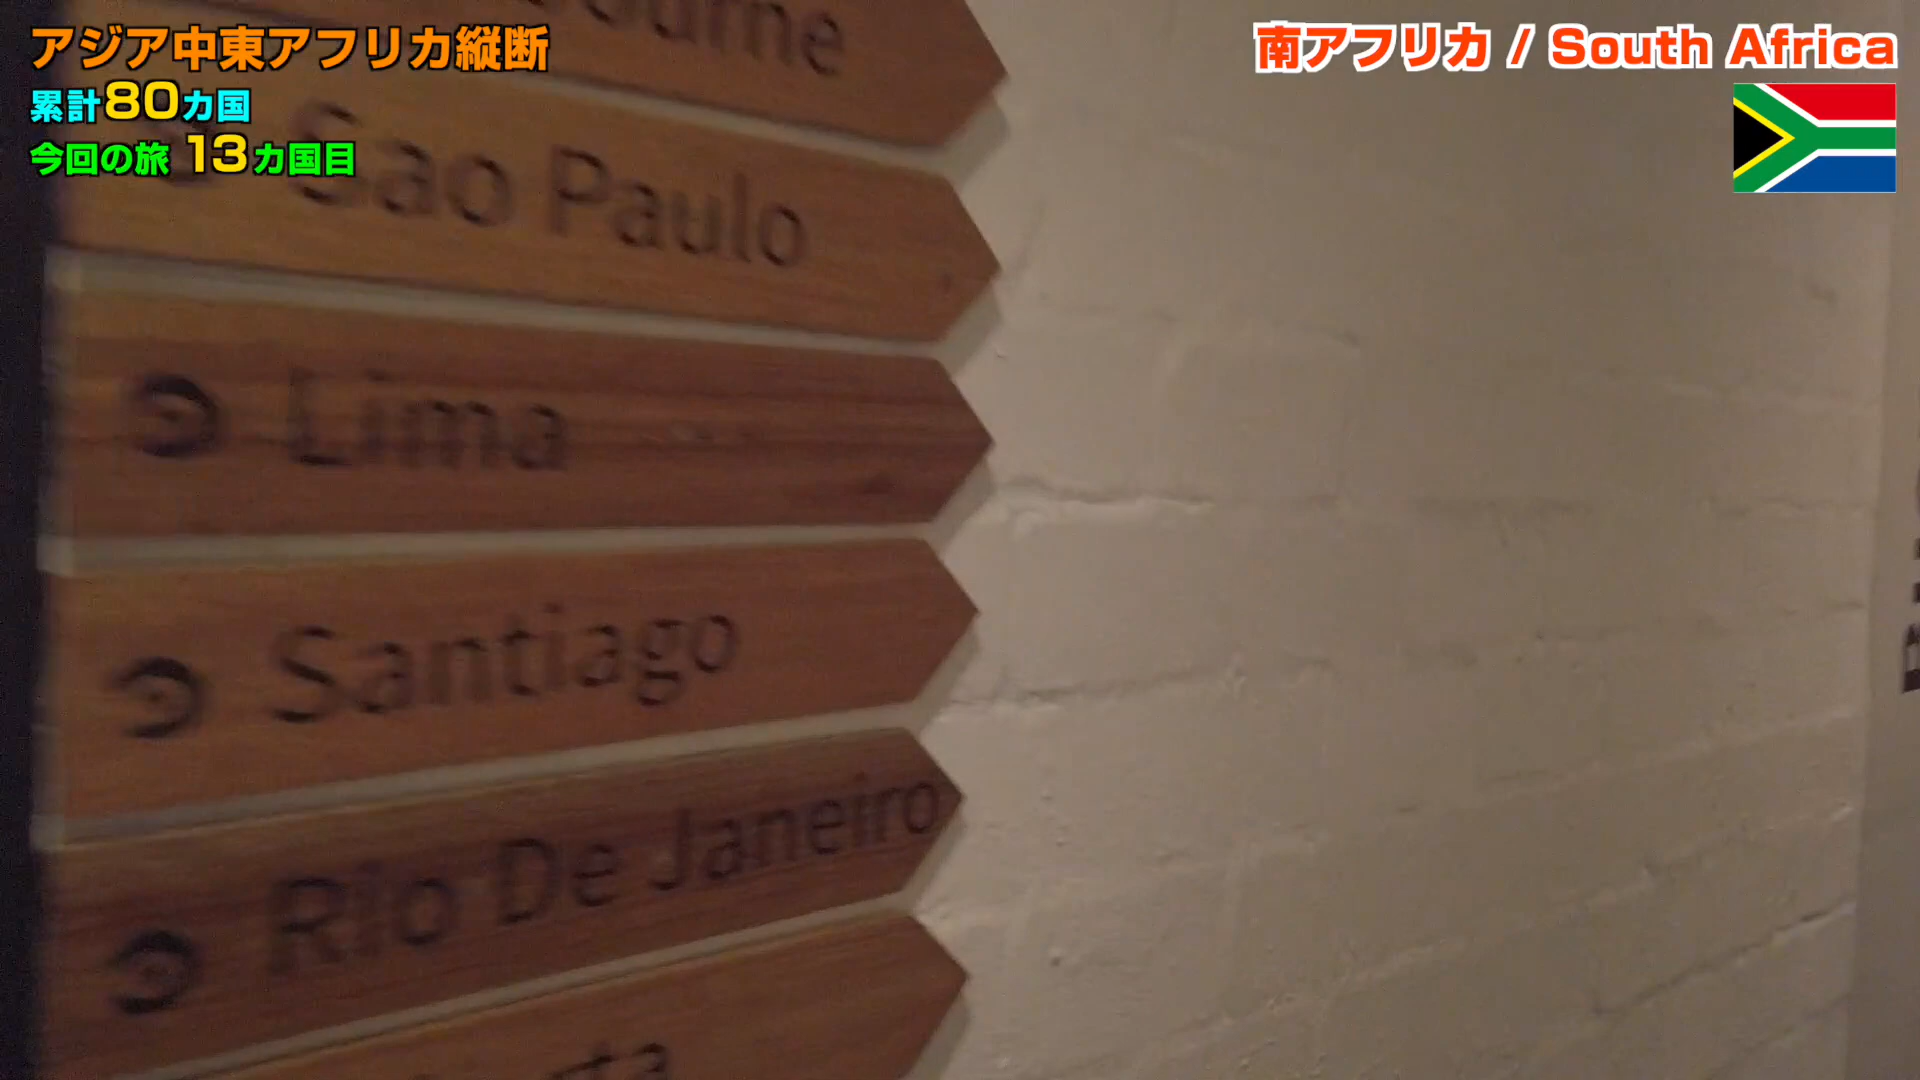 アジア中東アフリカ縦断
累計80カ国
今回の旅 13カ国目
南アフリカ / South Africa
Sao Paulo
Lima
Santiago
Rio De Janeiro